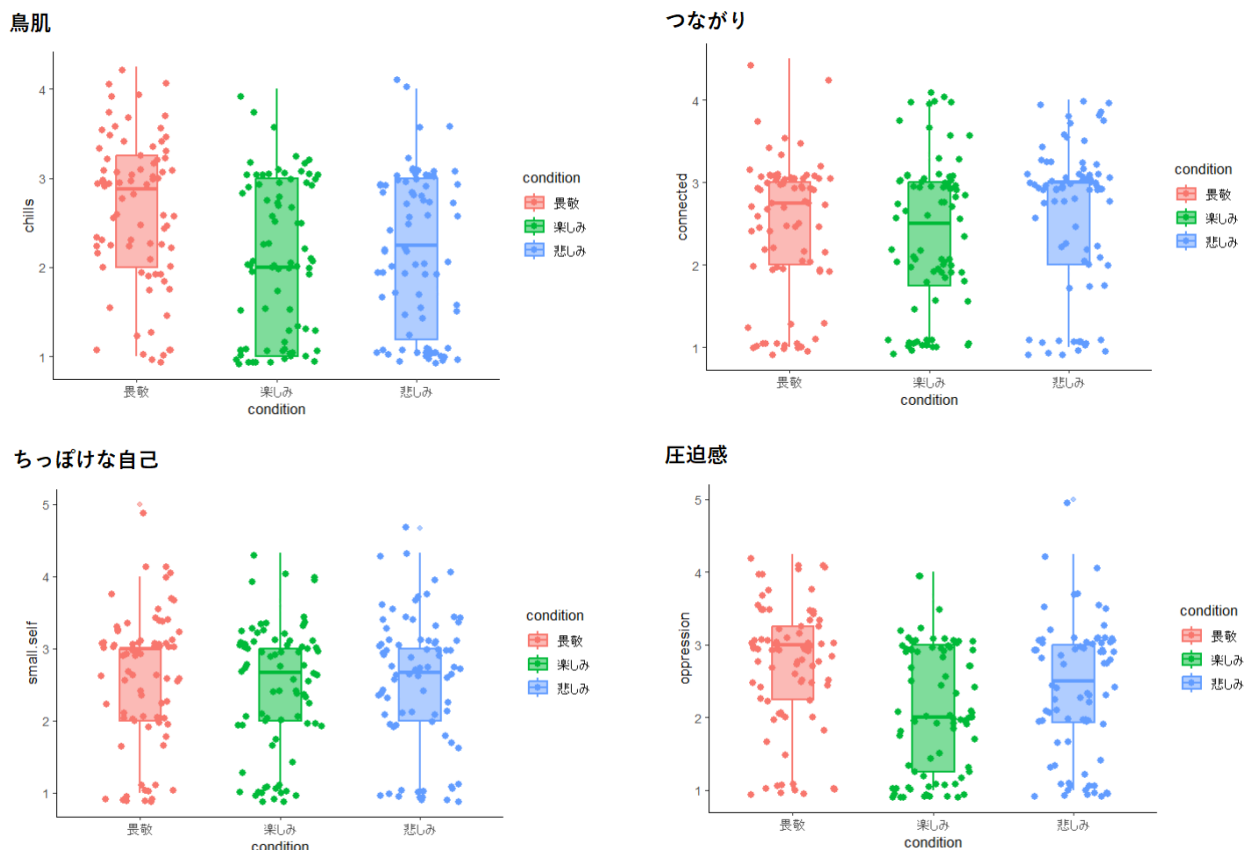 鳥肌
chills
4
3
2
1
畏敬 楽しみ 悲しみ
condition
condition
畏敬
楽しみ
悲しみ
つながり
connected
4
3
2
1
畏敬 楽しみ 悲しみ
condition
condition
畏敬
楽しみ
悲しみ
ちっぽけな自己
small.self
5
4
3
2
1
畏敬 楽しみ 悲しみ
condition
condition
畏敬
楽しみ
悲しみ
圧迫感
oppression
5
4
3
2
1
畏敬 楽しみ 悲しみ
condition
condition
畏敬
楽しみ
悲しみ